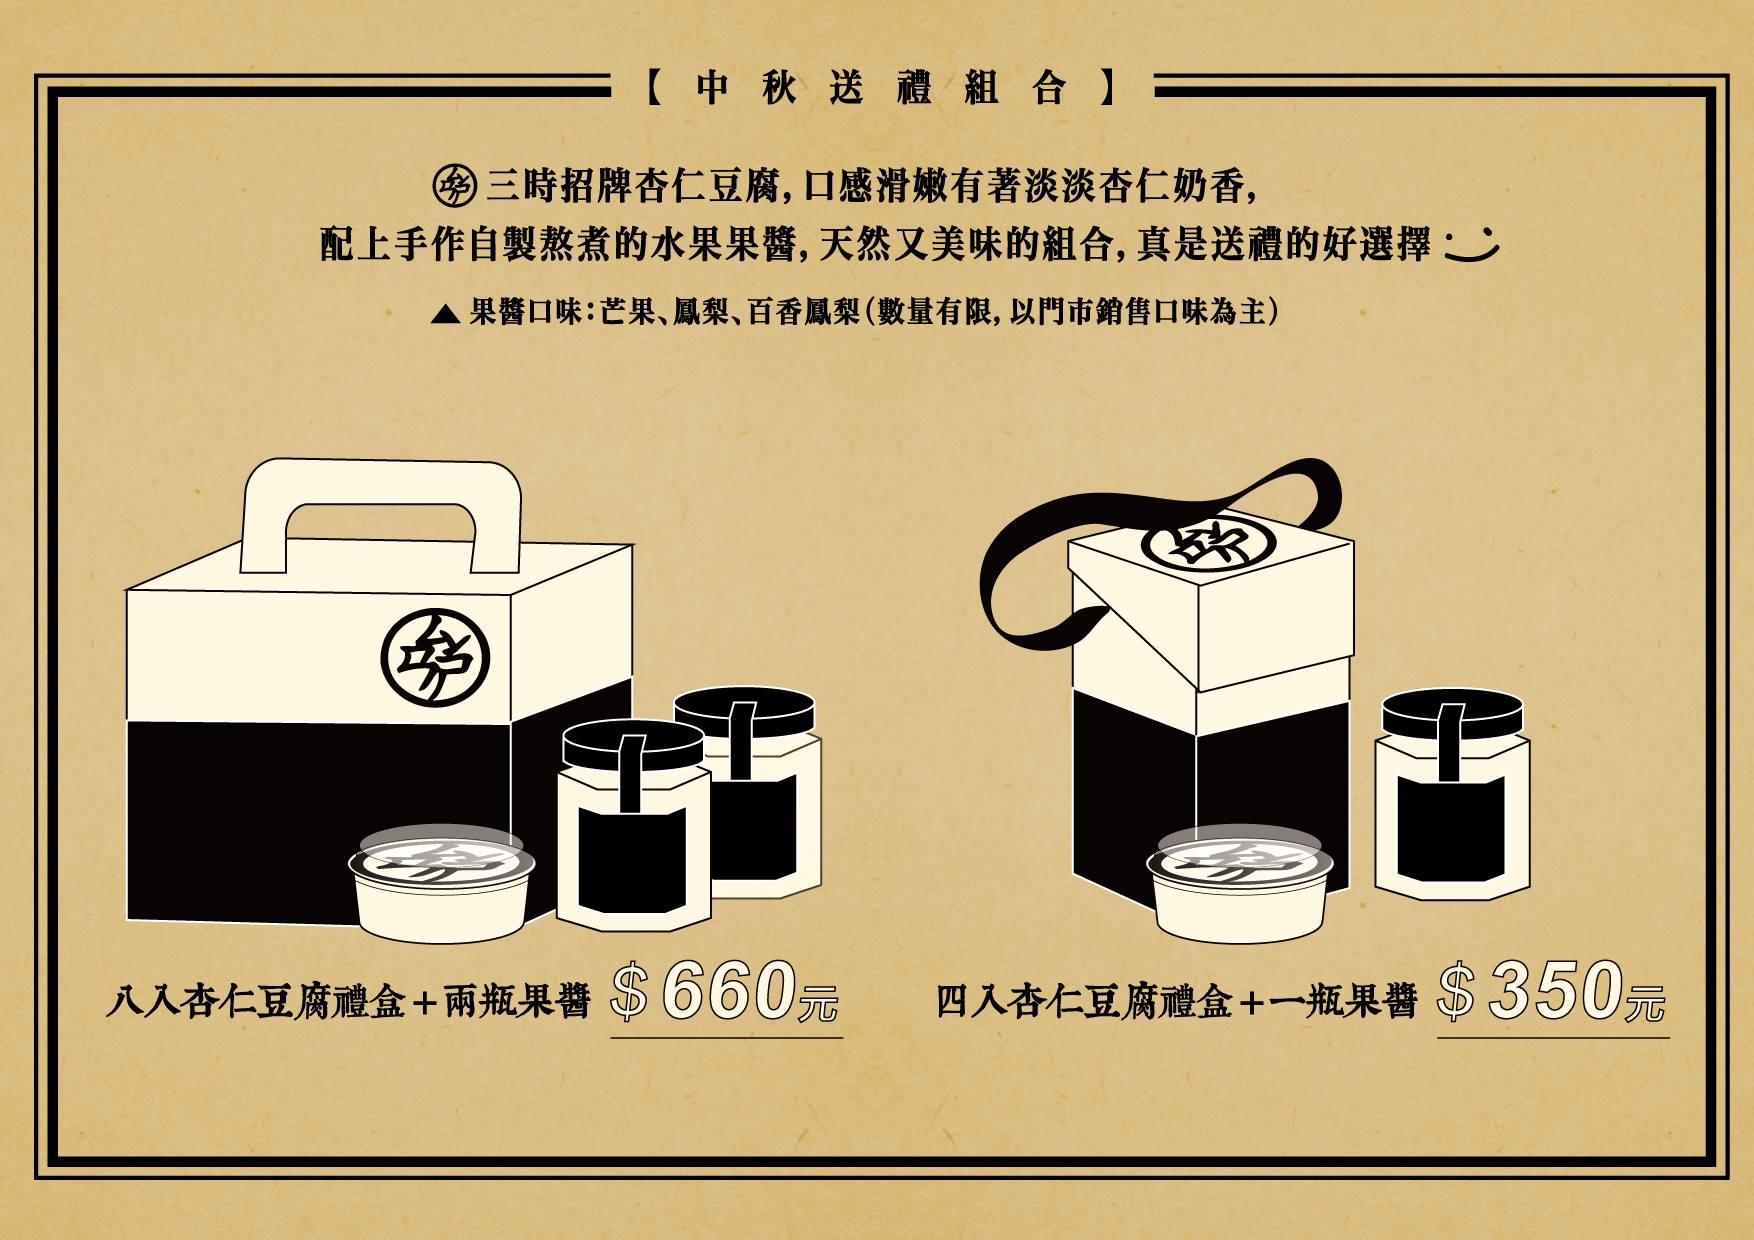 【中秋送禮組合】
三時招牌杏仁豆腐，口感滑嫩有著淡淡杏仁奶香，
配上手作自製熬煮的水果果醬，天然又美味的組合，真是送禮的好選擇
▲果醬口味：芒果、鳳梨、百香鳳梨（數量有限，以門市銷售口味為主）
八入杏仁豆腐禮盒＋兩瓶果醬 $660元
四入杏仁豆腐禮盒＋一瓶果醬 $350元